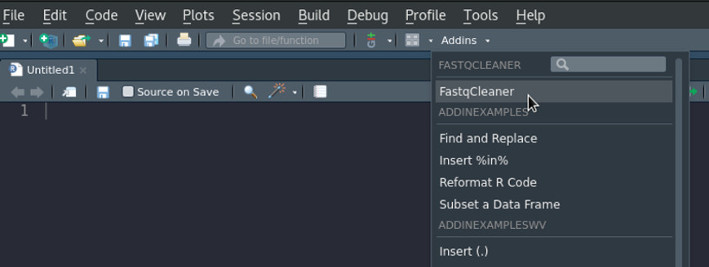 File Edit Code View Plots Session Build Debug Profile Tools Help
Go to file/function Addins
FASTQCLEANER
Untitled1
FastqCleaner
Source on Save
1
ADDINEXAMPLES
Find and Replace
Insert %in%
Reformat R Code
Subset a Data Frame
ADDINEXAMPLESWV
Insert (.)